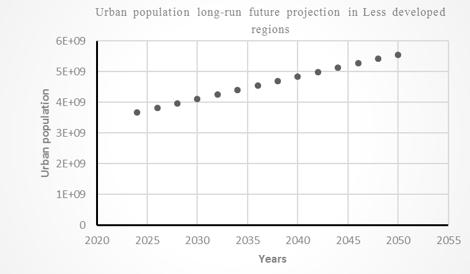 Urban population long-run future projection in Less developed
regions
6E+09
5E+09
4E+09
3E+09
2E+09
1E+09
0
Urban population
2020 2025 2030 2035 2040 2045 2050 2055
Years